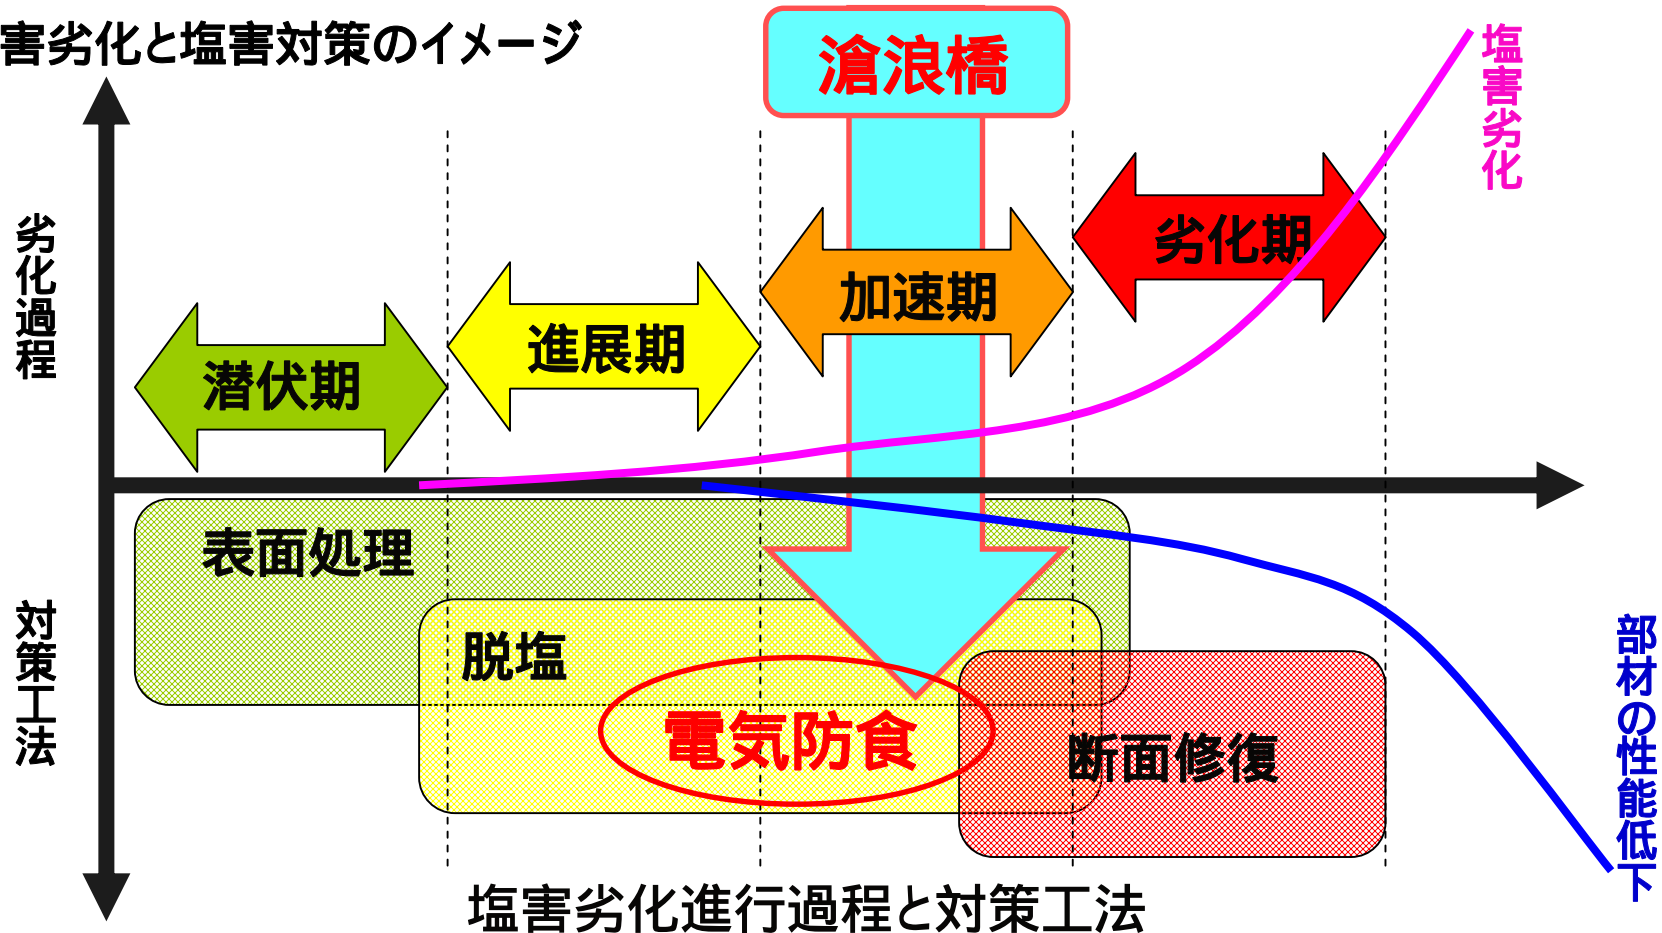 害劣化と塩害対策のイメージ
滄浪橋
塩害劣化
劣化過程
劣化期
加速期
進展期
潜伏期
表面処理
脱塩
電気防食
断面修復
対策工法
部材の性能低下
塩害劣化進行過程と対策工法